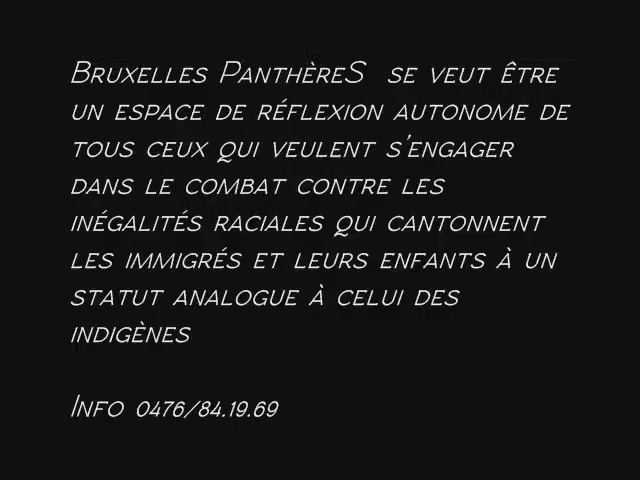 Bruxelles PanthèreS se veut être
un espace de réflexion autonome de
tous ceux qui veulent s'engager
dans le combat contre les
inégalités raciales qui cantonnent
les immigrés et leurs enfants à un
statut analogue à celui des
indigènes
Info 0476/84.19.69